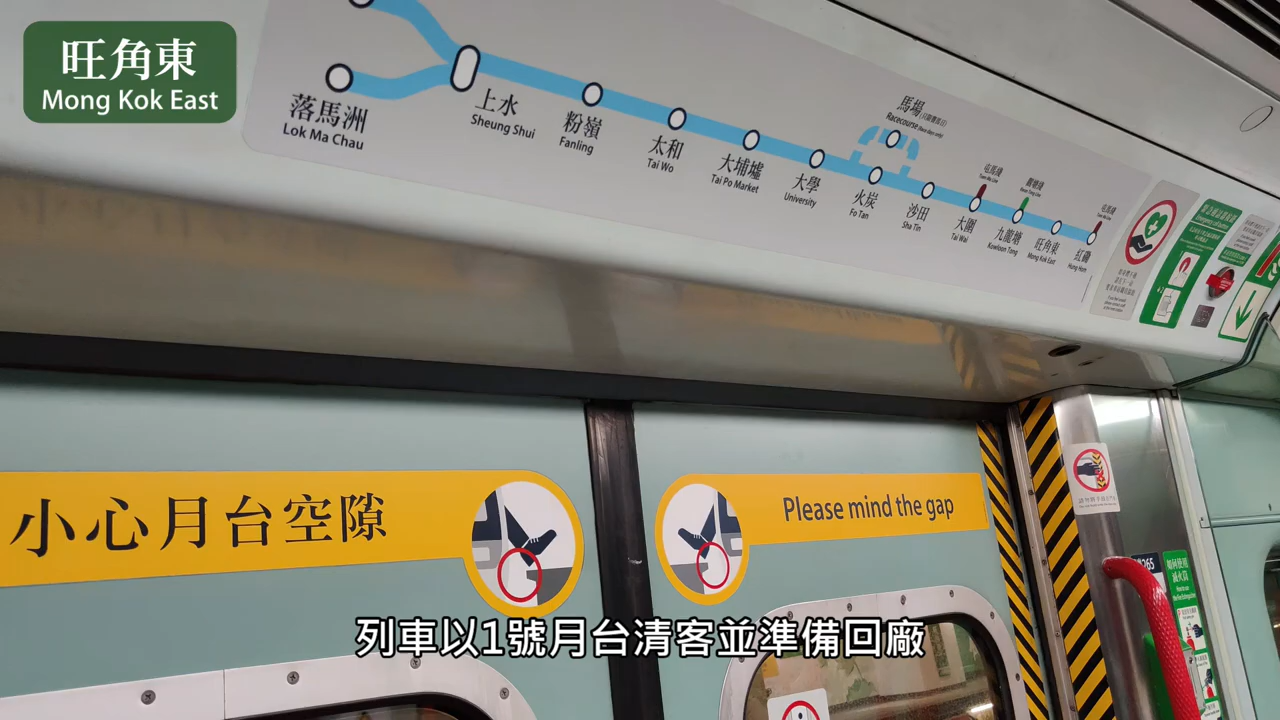 旺角東
Mong Kok East
落馬洲
Lok Ma Chau
上水
Sheung Shui
粉嶺
Fanling
太和
Tai Wo
大埔墟
Tai Po Market
大學
University
馬場
Racecourse
火炭
Fo Tan
沙田
Sha Tin
大圍
Tai Wai
九龍塘
Kowloon Tong
旺角東
Mong Kok East
紅磡
Hung Hom
小心月台空隙
Please mind the gap
列車以1號月台清客並準備回廠